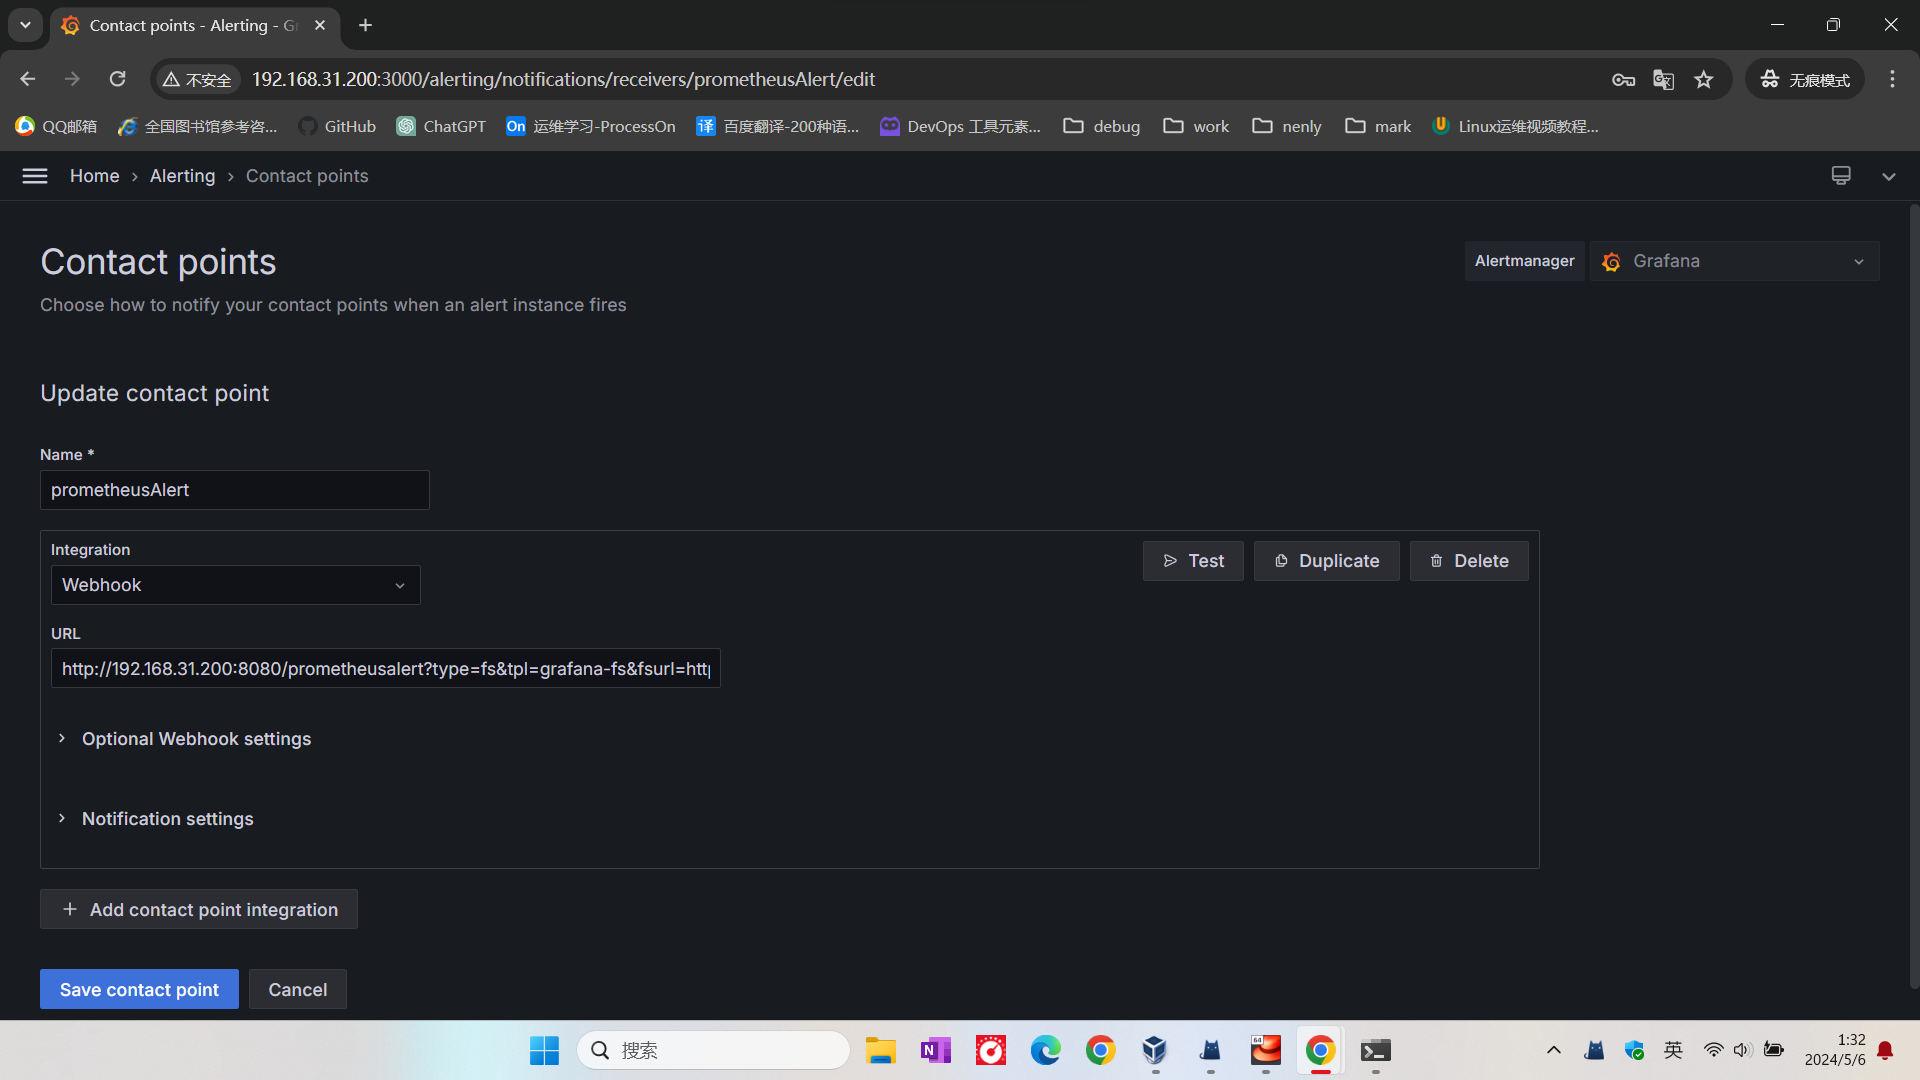 Contact points - Alerting - Gr
不安全
192.168.31.200:3000/alerting/notifications/receivers/prometheusAlert/edit
无痕模式
QQ邮箱
全国图书馆参考咨...
GitHub
ChatGPT
On
运维学习-ProcessOn
译
百度翻译-200种语...
DevOps 工具元素...
debug
work
nenly
mark
Linux运维视频教程...
Home
Alerting
Contact points
Contact points
Choose how to notify your contact points when an alert instance fires
Alertmanager
Grafana
Update contact point
Name *
prometheusAlert
Integration
Webhook
Test
Duplicate
Delete
URL
http://192.168.31.200:8080/prometheusalert?type=fs&tpl=grafana-fs&fsurl=http
Optional Webhook settings
Notification settings
Add contact point integration
Save contact point
Cancel
搜索
N
64
英
1:32
2024/5/6